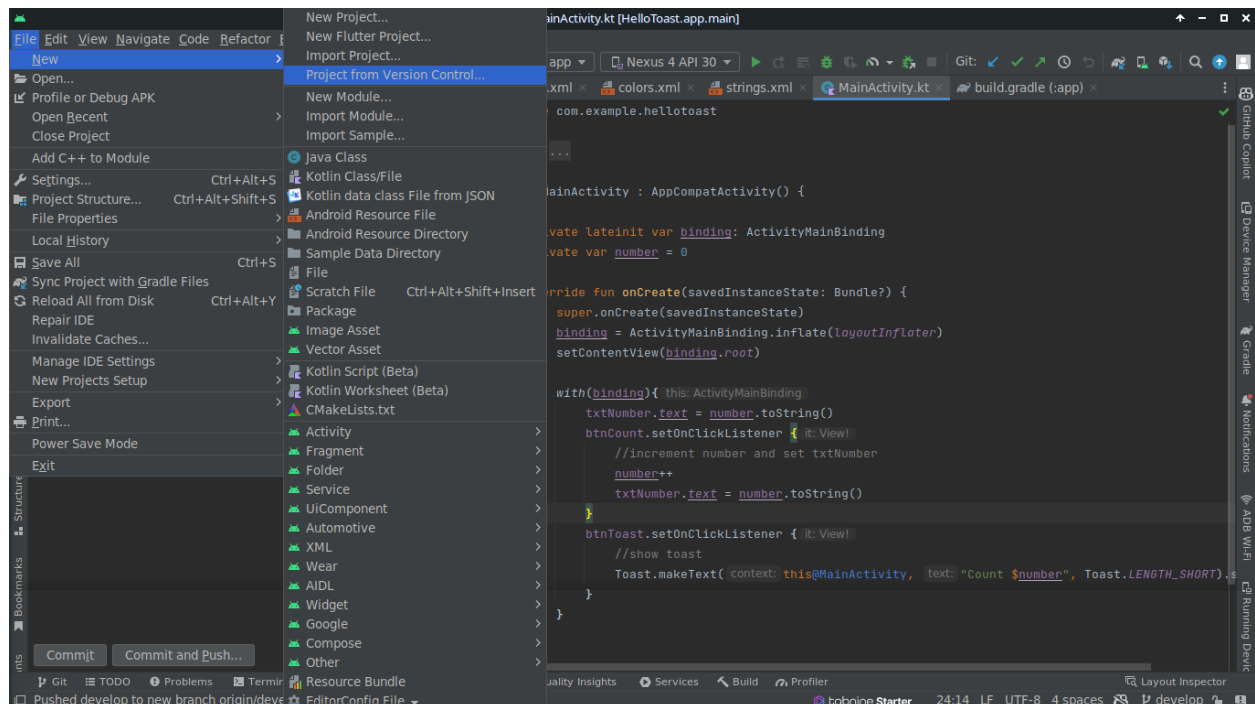 inActivity.kt [HelloToast.app.main]
File Edit View Navigate Code Refactor
New
Open...
Profile or Debug APK
Open Recent
Close Project
Add C++ to Module
Settings... Ctrl+Alt+S
Project Structure... Ctrl+Alt+Shift+S
File Properties
Local History
Save All Ctrl+S
Sync Project with Gradle Files
Reload All from Disk Ctrl+Alt+Y
Repair IDE
Invalidate Caches...
Manage IDE Settings
New Projects Setup
Export
Print...
Power Save Mode
Exit
New Project...
New Flutter Project...
Import Project...
Project from Version Control...
New Module...
Import Module...
Import Sample...
Java Class
Kotlin Class/File
Kotlin data class File from JSON
Android Resource File
Android Resource Directory
Sample Data Directory
File
Scratch File Ctrl+Alt+Shift+Insert
Package
Image Asset
Vector Asset
Kotlin Script (Beta)
Kotlin Worksheet (Beta)
CMakeLists.txt
Activity
Fragment
Folder
Service
UiComponent
Automotive
XML
Wear
AIDL
Widget
Google
Compose
Other
Resource Bundle
EditorConfig File
app Nexus 4 API 30 Git:
.xml colors.xml strings.xml MainActivity.kt build.gradle (:app)
com.example.hellotoast
...
MainActivity : AppCompatActivity() {
vate lateinit var binding: ActivityMainBinding
vate var number = 0
rride fun onCreate(savedInstanceState: Bundle?) {
super.onCreate(savedInstanceState)
binding = ActivityMainBinding.inflate(layoutInflater)
setContentView(binding.root)
with(binding){ this: ActivityMainBinding
txtNumber.text = number.toString()
btnCount.setOnClickListener { it: View!
//increment number and set txtNumber
number++
txtNumber.text = number.toString()
}
btnToast.setOnClickListener { it: View!
//show toast
Toast.makeText( context: this@MainActivity, text: "Count $number", Toast.LENGTH_SHORT).s
}
}
GitHub Copilot
Device Manager
Gradle
Notifications
ADB Wi-Fi
Running Devic
Structure
Bookmarks
nts
Commit Commit and Push...
Git TODO Problems Termin
uality Insights Services Build Profiler Layout Inspector
Pushed develop to new branch origin/deve
tobaine Starter 24:14 LF UTF-8 4 spaces develop